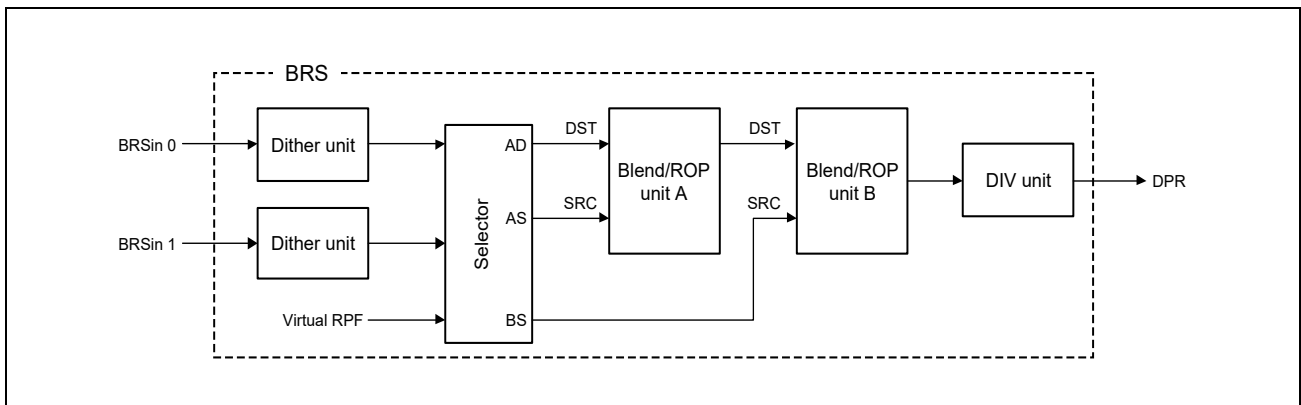 BRS
BRSin 0
Dither unit
BRSin 1
Dither unit
Virtual RPF
Selector
AD
AS
BS
DST
SRC
Blend/ROP
unit A
DST
SRC
Blend/ROP
unit B
DIV unit
DPR